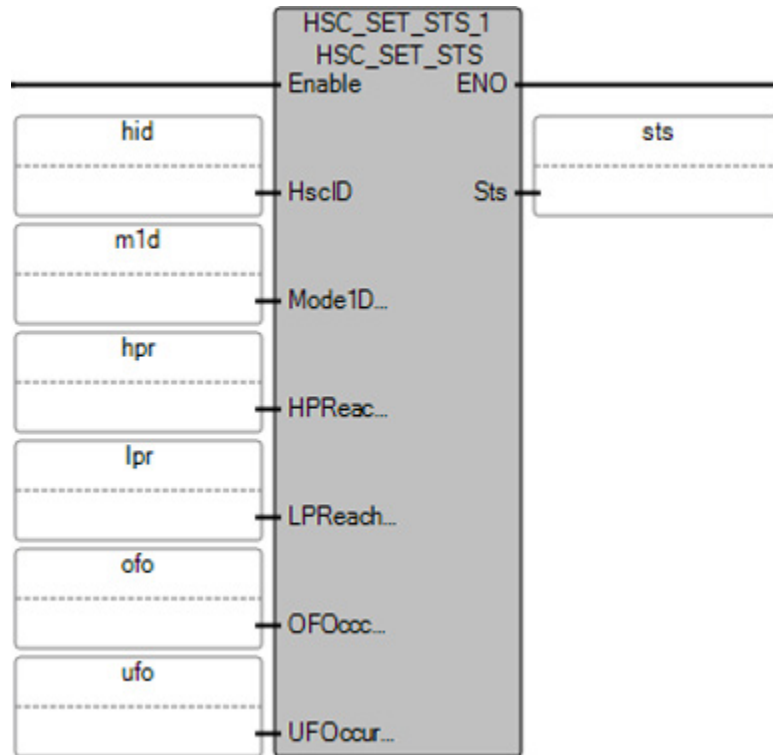 HSC_SET_STS_1
HSC_SET_STS
Enable ENO
hid sts
HscID Sts
m1d
Mode1D...
hpr
HPReac...
lpr
LPReach...
ofo
OFOccc...
ufo
UFOccur...